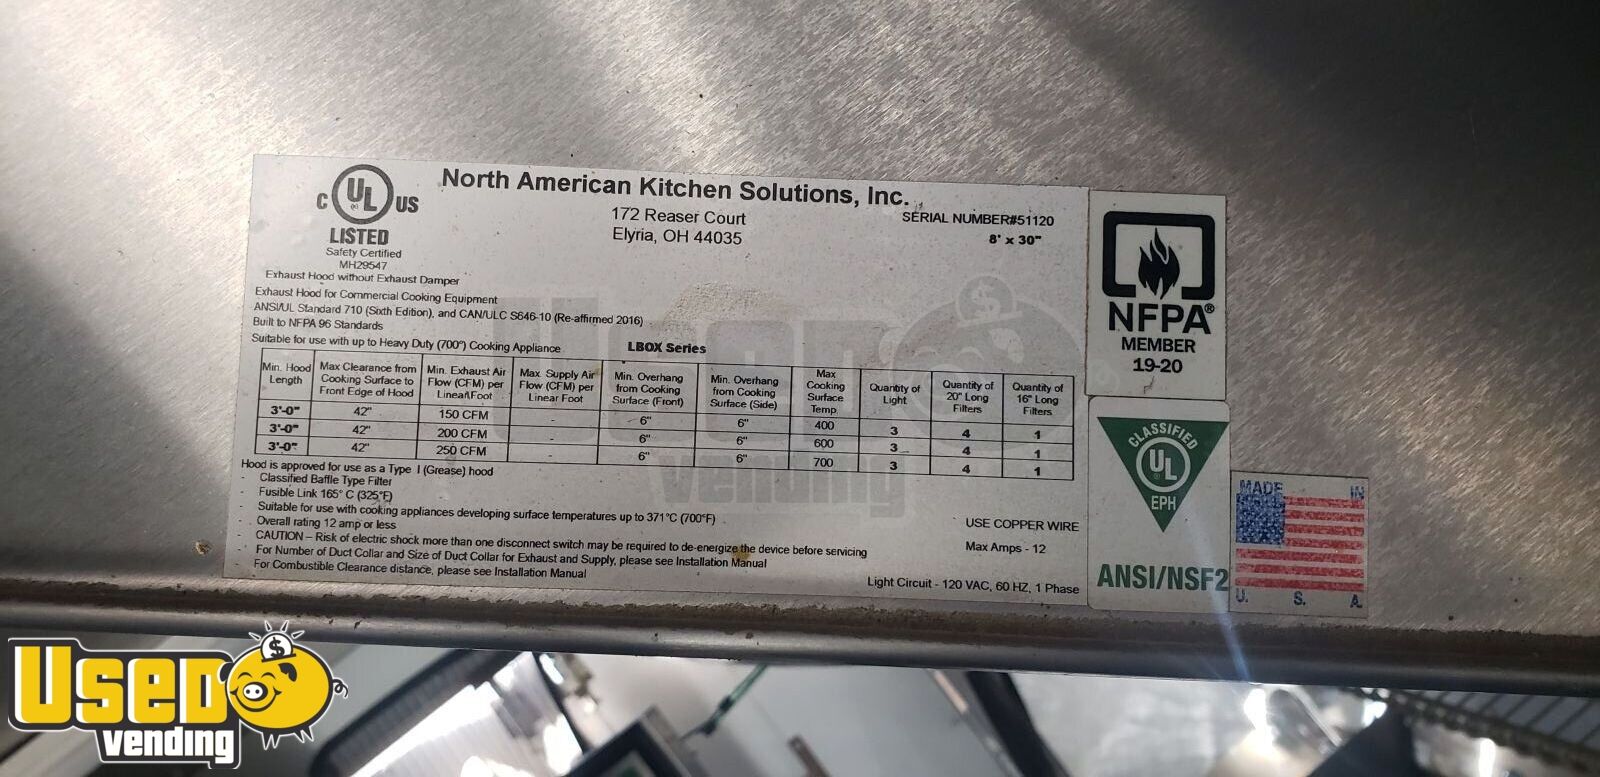 North American Kitchen Solutions, Inc.
172 Reaser Court
Elyria, OH 44035
SERIAL NUMBER#51120
8' x 30"
C UL US
LISTED
Safety Certified
MH29547
Exhaust Hood without Exhaust Damper
Exhaust Hood for Commercial Cooking Equipment
ANSI/UL Standard 710 (Sixth Edition), and CAN/ULC S646-10 (Re-affirmed 2016)
Built to NFPA 96 Standards
Suitable for use with up to Heavy Duty (700°) Cooking Appliance
LBOX Series
Min. Hood Length
Max Clearance from Cooking Surface to Front Edge of Hood
Min. Exhaust Air Flow (CFM) per Linear/Foot
Max. Supply Air Flow (CFM) per Linear Foot
Min. Overhang from Cooking Surface (Front)
Min. Overhang from Cooking Surface (Side)
Max Cooking Surface Temp.
Quantity of Light
Quantity of 20" Long Filters
Quantity of 16" Long Filters
3'-0" 42" 150 CFM - 6" 6" 400 3 4 1
3'-0" 42" 200 CFM - 6" 6" 600 3 4 1
3'-0" 42" 250 CFM - 6" 6" 700 3 4 1
Hood is approved for use as a Type I (Grease) hood
- Classified Baffle Type Filter
- Fusible Link 165° C (325°F)
- Suitable for use with cooking appliances developing surface temperatures up to 371°C (700°F)
- Overall rating 12 amp or less
- CAUTION – Risk of electric shock more than one disconnect switch may be required to de-energize the device before servicing
- For Number of Duct Collar and Size of Duct Collar for Exhaust and Supply, please see Installation Manual
- For Combustible Clearance distance, please see Installation Manual
USE COPPER WIRE
Max Amps - 12
Light Circuit - 120 VAC, 60 HZ, 1 Phase
NFPA®
MEMBER
19-20
CLASSIFIED
UL
EPH
ANSI/NSF2
MADE IN
U. S. A.
USED
vending
USED
vending